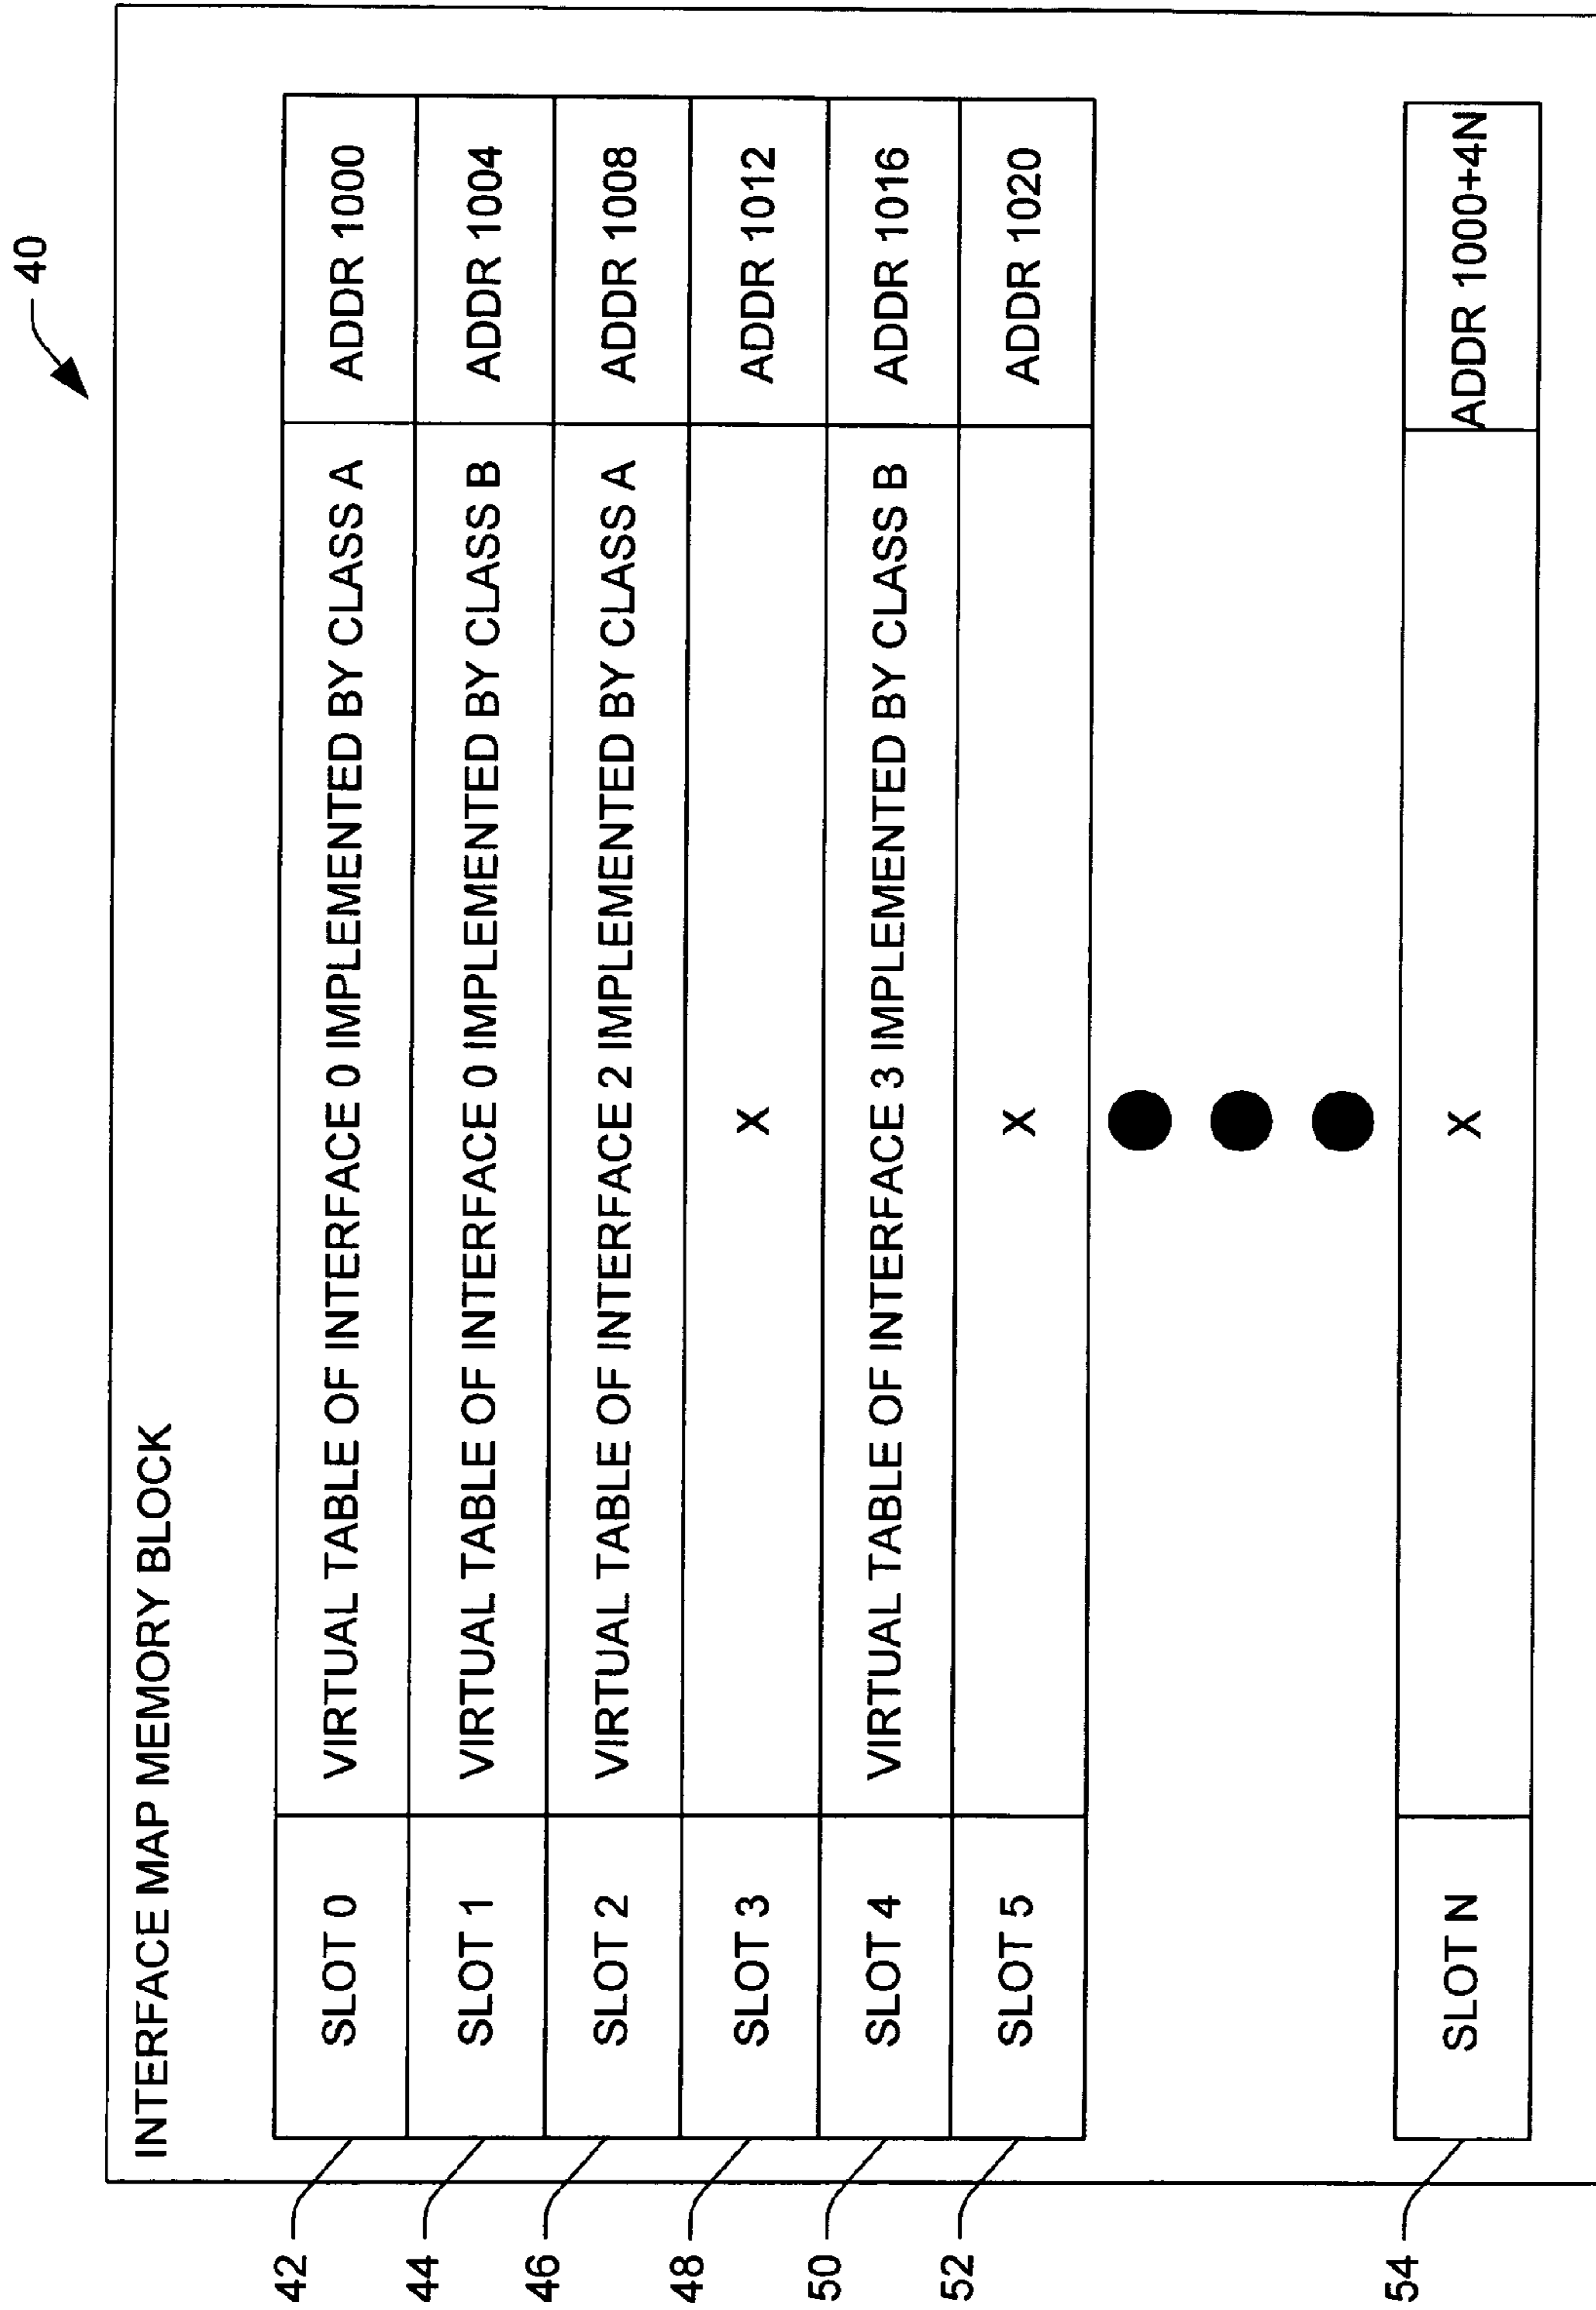 40
INTERFACE MAP MEMORY BLOCK
42 SLOT 0 VIRTUAL TABLE OF INTERFACE 0 IMPLEMENTED BY CLASS A ADDR 1000
44 SLOT 1 VIRTUAL TABLE OF INTERFACE 0 IMPLEMENTED BY CLASS B ADDR 1004
46 SLOT 2 VIRTUAL TABLE OF INTERFACE 2 IMPLEMENTED BY CLASS A ADDR 1008
48 SLOT 3 X ADDR 1012
50 SLOT 4 VIRTUAL TABLE OF INTERFACE 3 IMPLEMENTED BY CLASS B ADDR 1016
52 SLOT 5 X ADDR 1020
54 SLOT N X ADDR 1000+4N